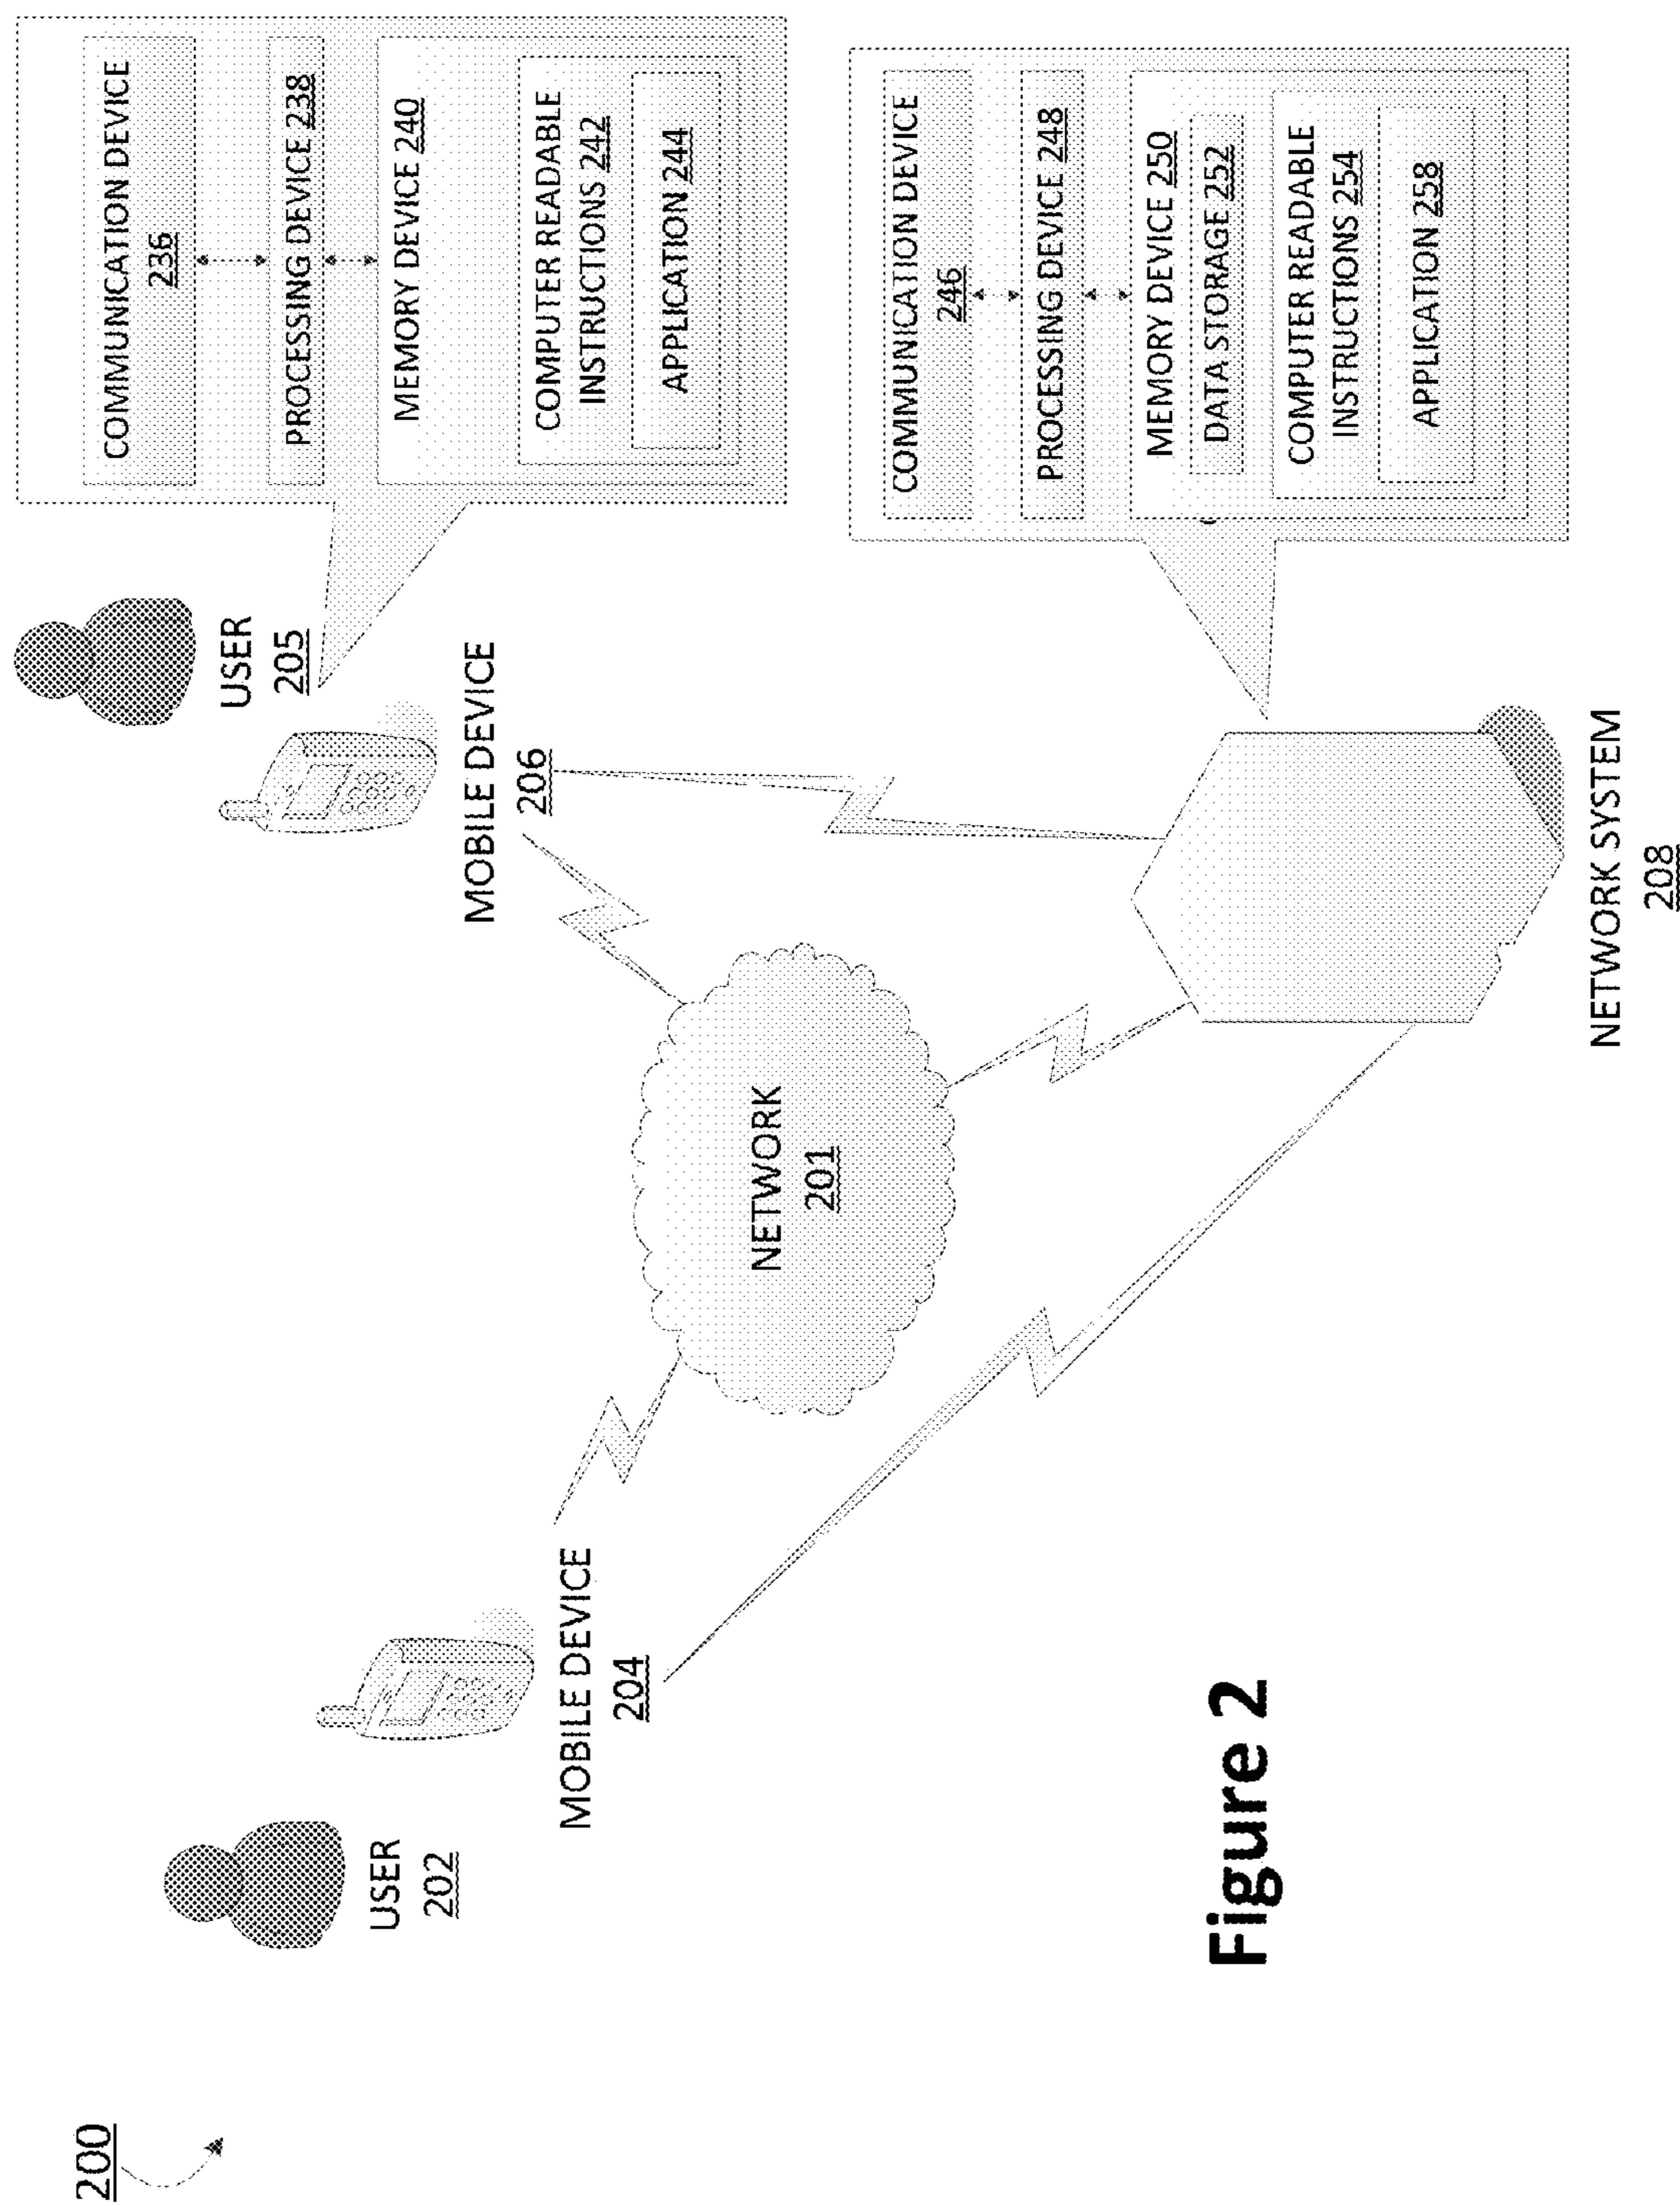 200
USER
202
MOBILE DEVICE
204
NETWORK
201
USER
205
MOBILE DEVICE
206
NETWORK SYSTEM
208
COMMUNICATION DEVICE
236
PROCESSING DEVICE 238
MEMORY DEVICE 240
COMPUTER READABLE
INSTRUCTIONS 242
APPLICATION 244
COMMUNICATION DEVICE
246
PROCESSING DEVICE 248
MEMORY DEVICE 250
DATA STORAGE 252
COMPUTER READABLE
INSTRUCTIONS 254
APPLICATION 258
Figure 2